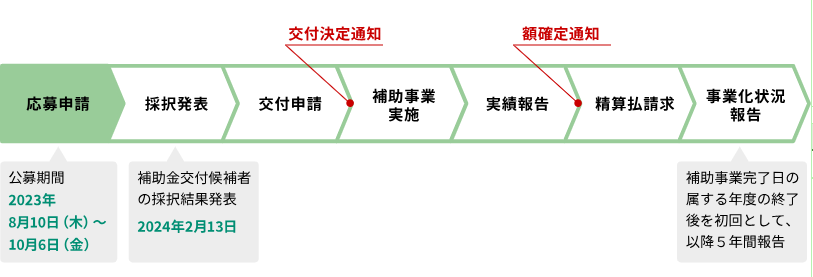 交付決定通知
額確定通知
応募申請
採択発表
交付申請
補助事業
実施
実績報告
精算払請求
事業化状況
報告
公募期間
2023年
8月10日（木）～
10月6日（金）
補助金交付候補者
の採択結果発表
2024年2月13日
補助事業完了日の
属する年度の終了
後を初回として、
以降５年間報告